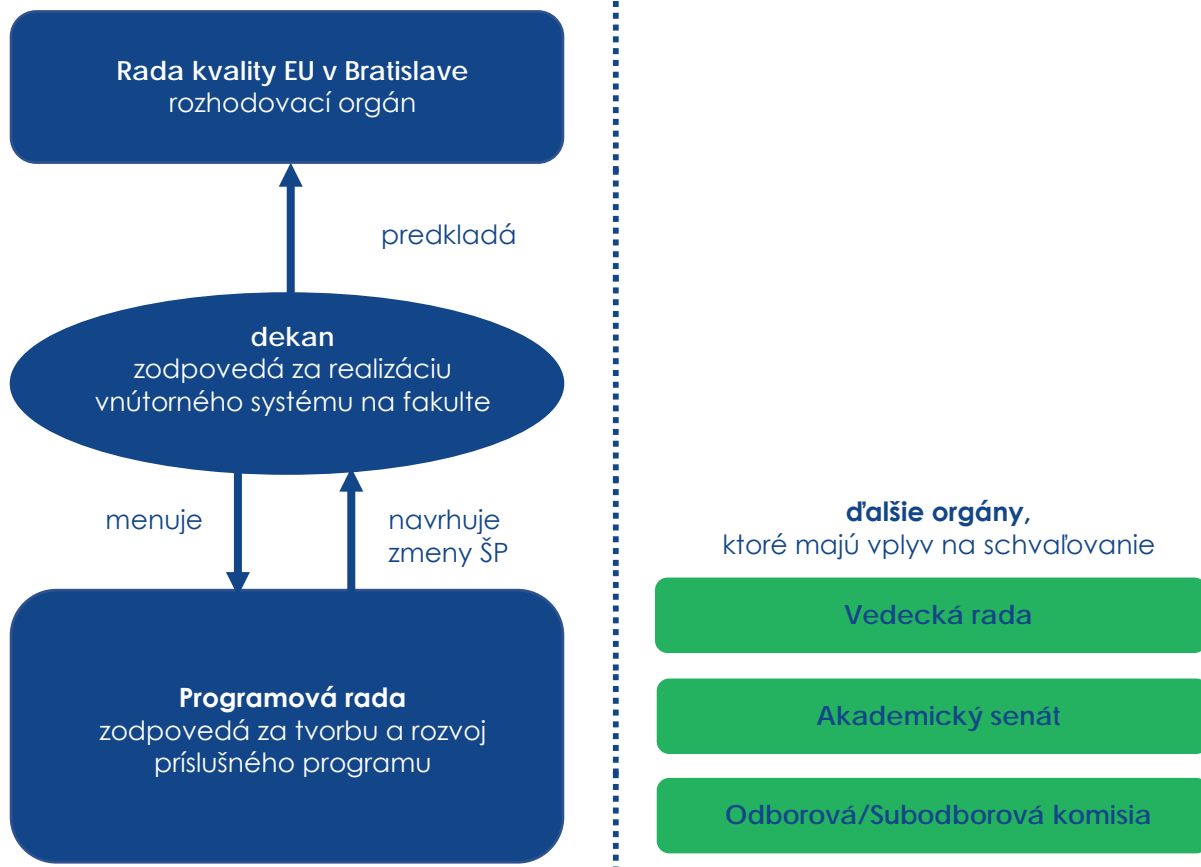 Rada kvality EU v Bratislave
rozhodovací orgán
predkladá
dekan
zodpovedá za realizáciu
vnútorného systému na fakulte
menuje
navrhuje
zmeny ŠP
Programová rada
zodpovedá za tvorbu a rozvoj
príslušného programu
ďalšie orgány,
ktoré majú vplyv na schvaľovanie
Vedecká rada
Akademický senát
Odborová/Subodborová komisia